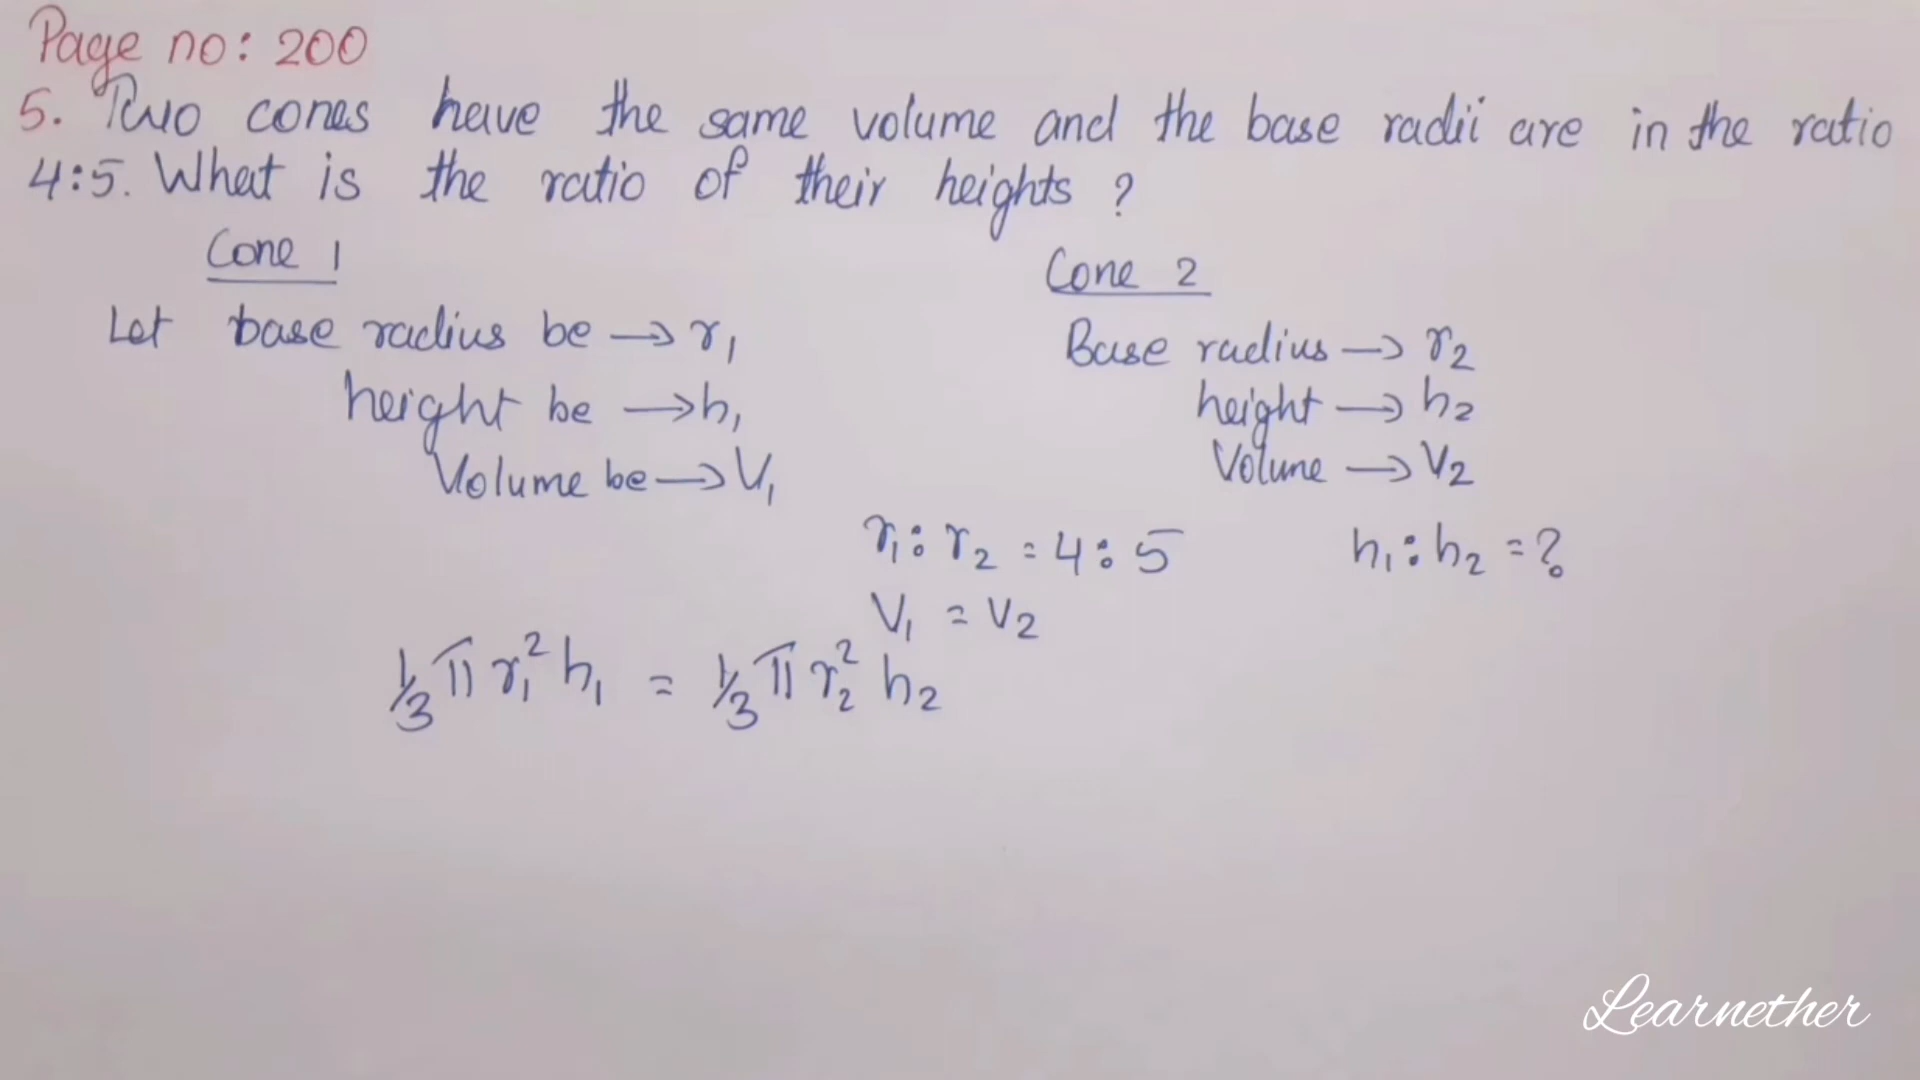 Page no: 200
5. Two cones have the same volume and the base radii are in the ratio
4:5. What is the ratio of their heights ?
Cone 1
Cone 2
Let base radius be → r₁
Base radius → r₂
height be → h₁
height → h₂
Volume be → V₁
Volume → V₂
r₁ : r₂ = 4 : 5
h₁ : h₂ = ?
V₁ = V₂
1/3 π r₁² h₁ = 1/3 π r₂² h₂
Learnether